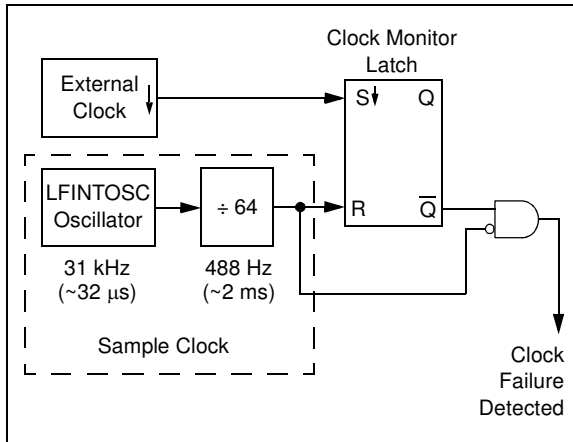 Clock Monitor
Latch
External
Clock
S
Q
LFINTOSC
Oscillator
÷ 64
R
Q̅
31 kHz
(~32 μs)
488 Hz
(~2 ms)
Sample Clock
Clock
Failure
Detected